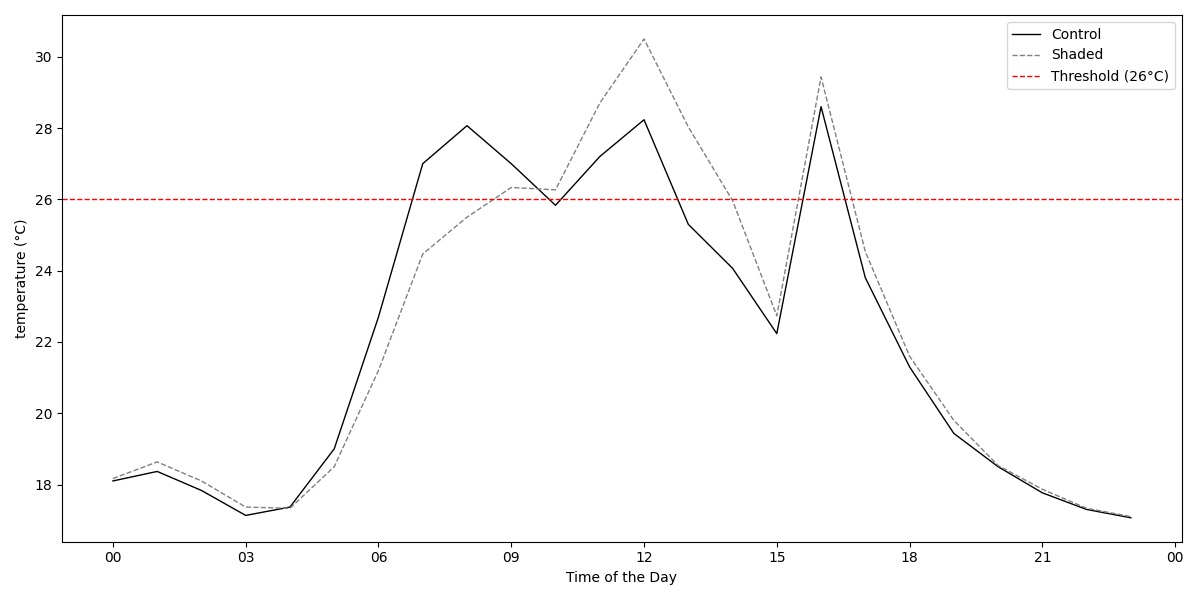 Control
Shaded
Threshold (26°C)
30
28
26
24
22
20
18
temperature (°C)
00 03 06 09 12 15 18 21 00
Time of the Day